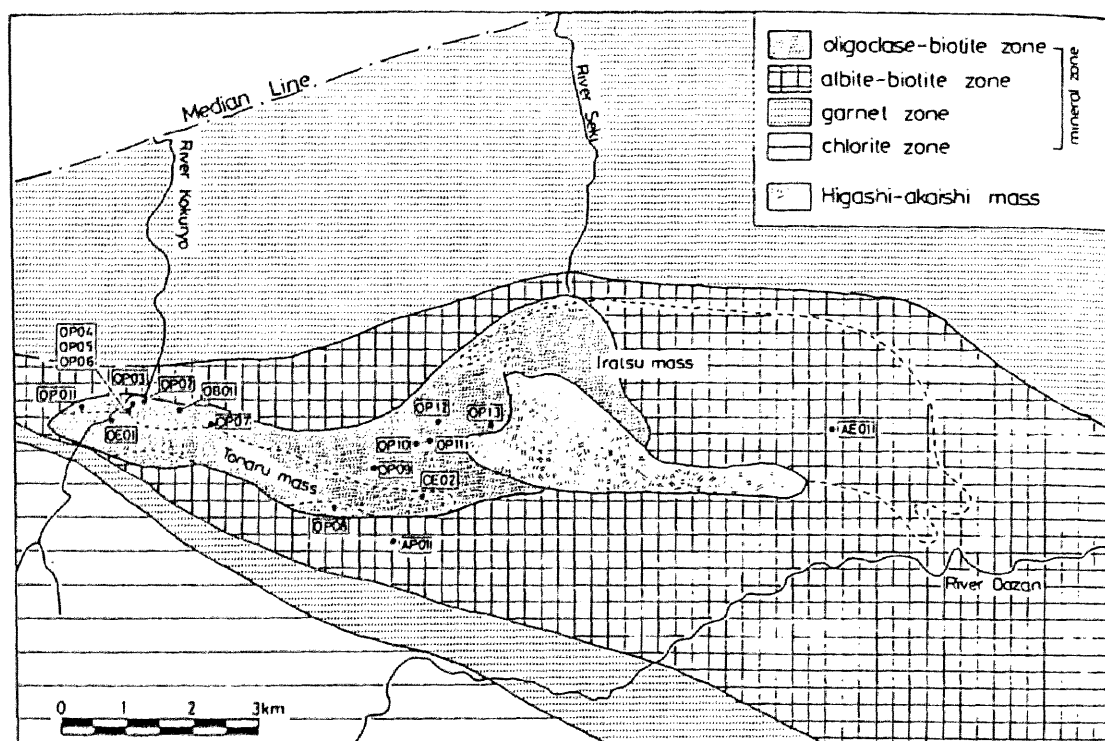 oligoclase-biotite zone
albite-biotite zone
garnet zone
chlorite zone
mineral zone
Higashi-akaishi mass
Median Line
River Kokuryo
River Seki
OP04
OP05
OP06
OP03
OP02
OP01
OB01
OE01
OP07
Iratsu mass
OP12
OP13
OP10
OP11
OP09
OE02
Tonaru mass
OP08
AP01
AE01
River Dozan
0 1 2 3km